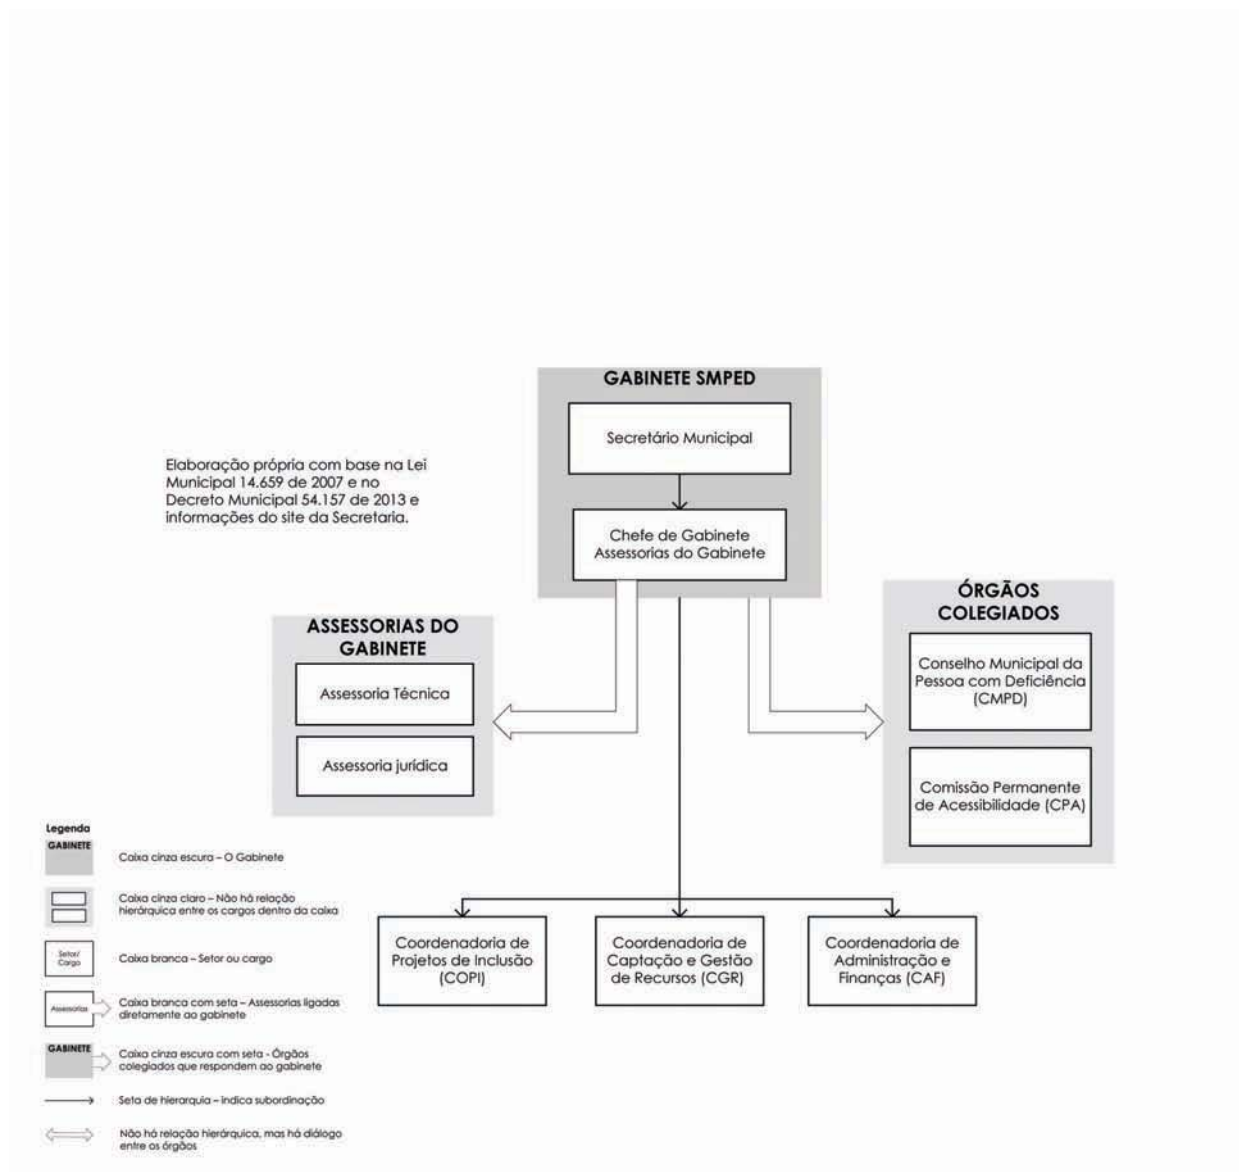 GABINETE SMPED
Secretário Municipal
Chefe de Gabinete
Assessorias do Gabinete
Elaboração própria com base na Lei
Municipal 14.659 de 2007 e no
Decreto Municipal 54.157 de 2013 e
informações do site da Secretaria.
ASSESSORIAS DO
GABINETE
Assessoria Técnica
Assessoria jurídica
ÓRGÃOS
COLEGIADOS
Conselho Municipal da
Pessoa com Deficiência
(CMPD)
Comissão Permanente
de Acessibilidade (CPA)
Coordenadoria de
Projetos de Inclusão
(COPI)
Coordenadoria de
Captação e Gestão
de Recursos (CGR)
Coordenadoria de
Administração e
Finanças (CAF)
Legenda
GABINETE
Caixa cinza escura – O Gabinete
Caixa cinza claro – Não há relação
hierárquica entre os cargos dentro da caixa
Setor/
Cargo
Caixa branca – Setor ou cargo
Assessorias
Caixa branca com seta – Assessorias ligadas
diretamente ao gabinete
GABINETE
Caixa cinza escura com seta - Órgãos
colegiados que respondem ao gabinete
Seta de hierarquia – indica subordinação
Não há relação hierárquica, mas há diálogo
entre os órgãos